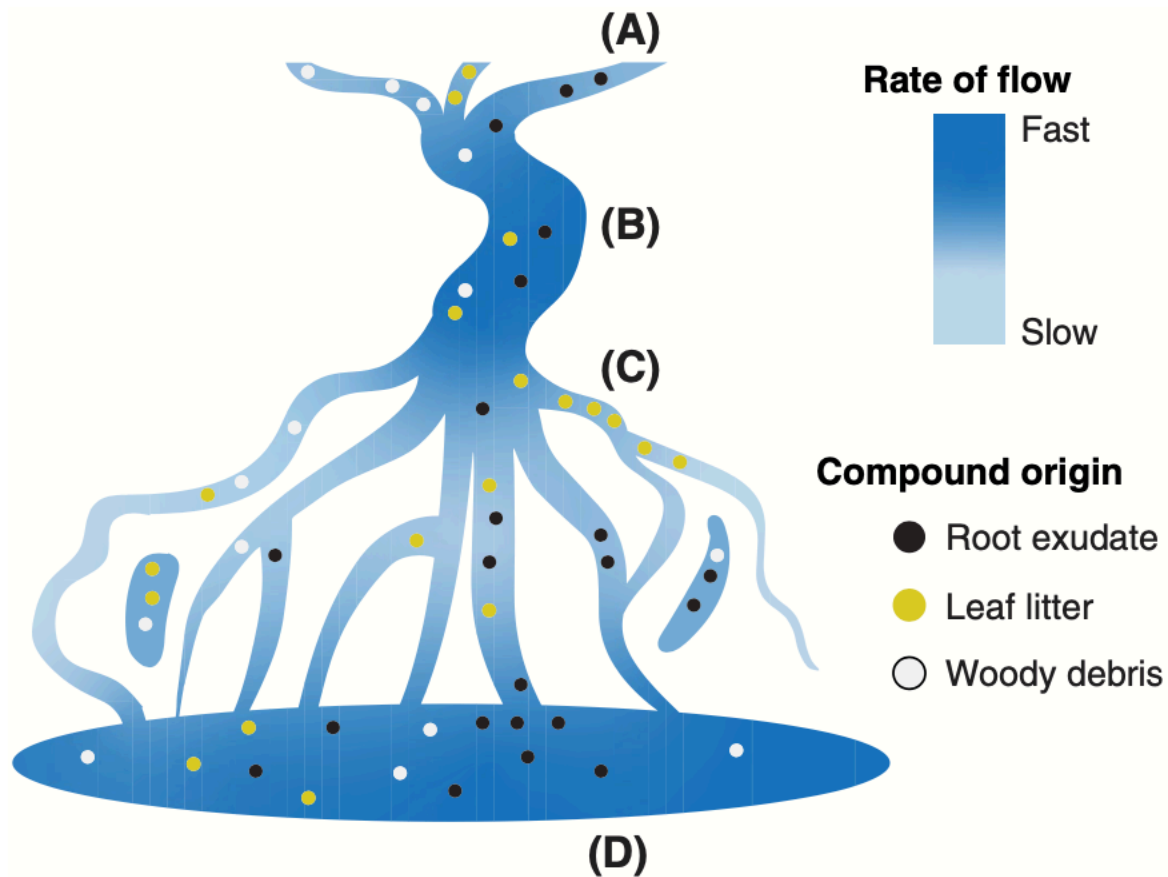 (A)
Rate of flow
Fast
(B)
Slow
(C)
Compound origin
Root exudate
Leaf litter
Woody debris
(D)